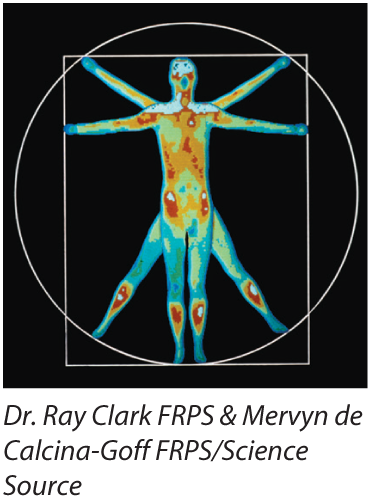 Dr. Ray Clark FRPS & Mervyn de
Calcina-Goff FRPS/Science
Source